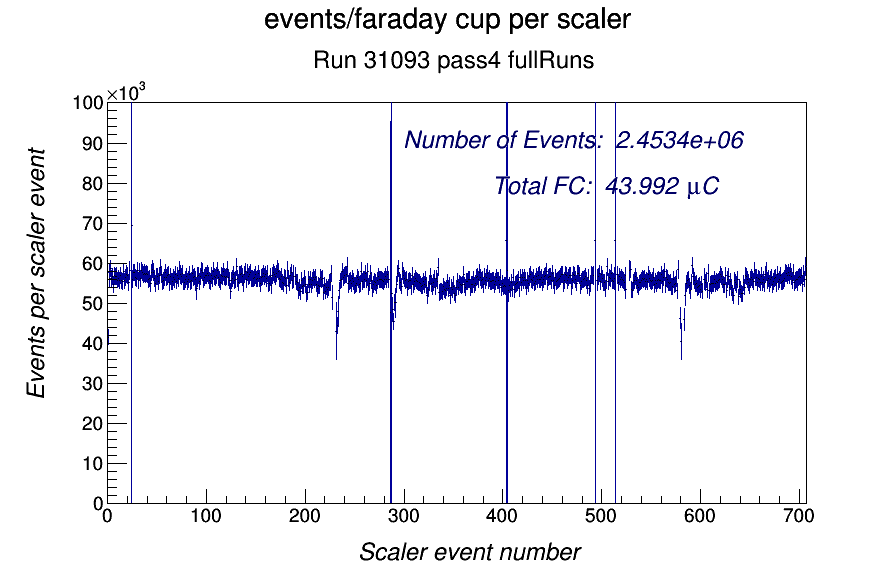 events/faraday cup per scaler
Run 31093 pass4 fullRuns
×10³
100
90
80
70
60
50
40
30
20
10
0
Events per scaler event
Number of Events: 2.4534e+06
Total FC: 43.992 μC
0 100 200 300 400 500 600 700
Scaler event number